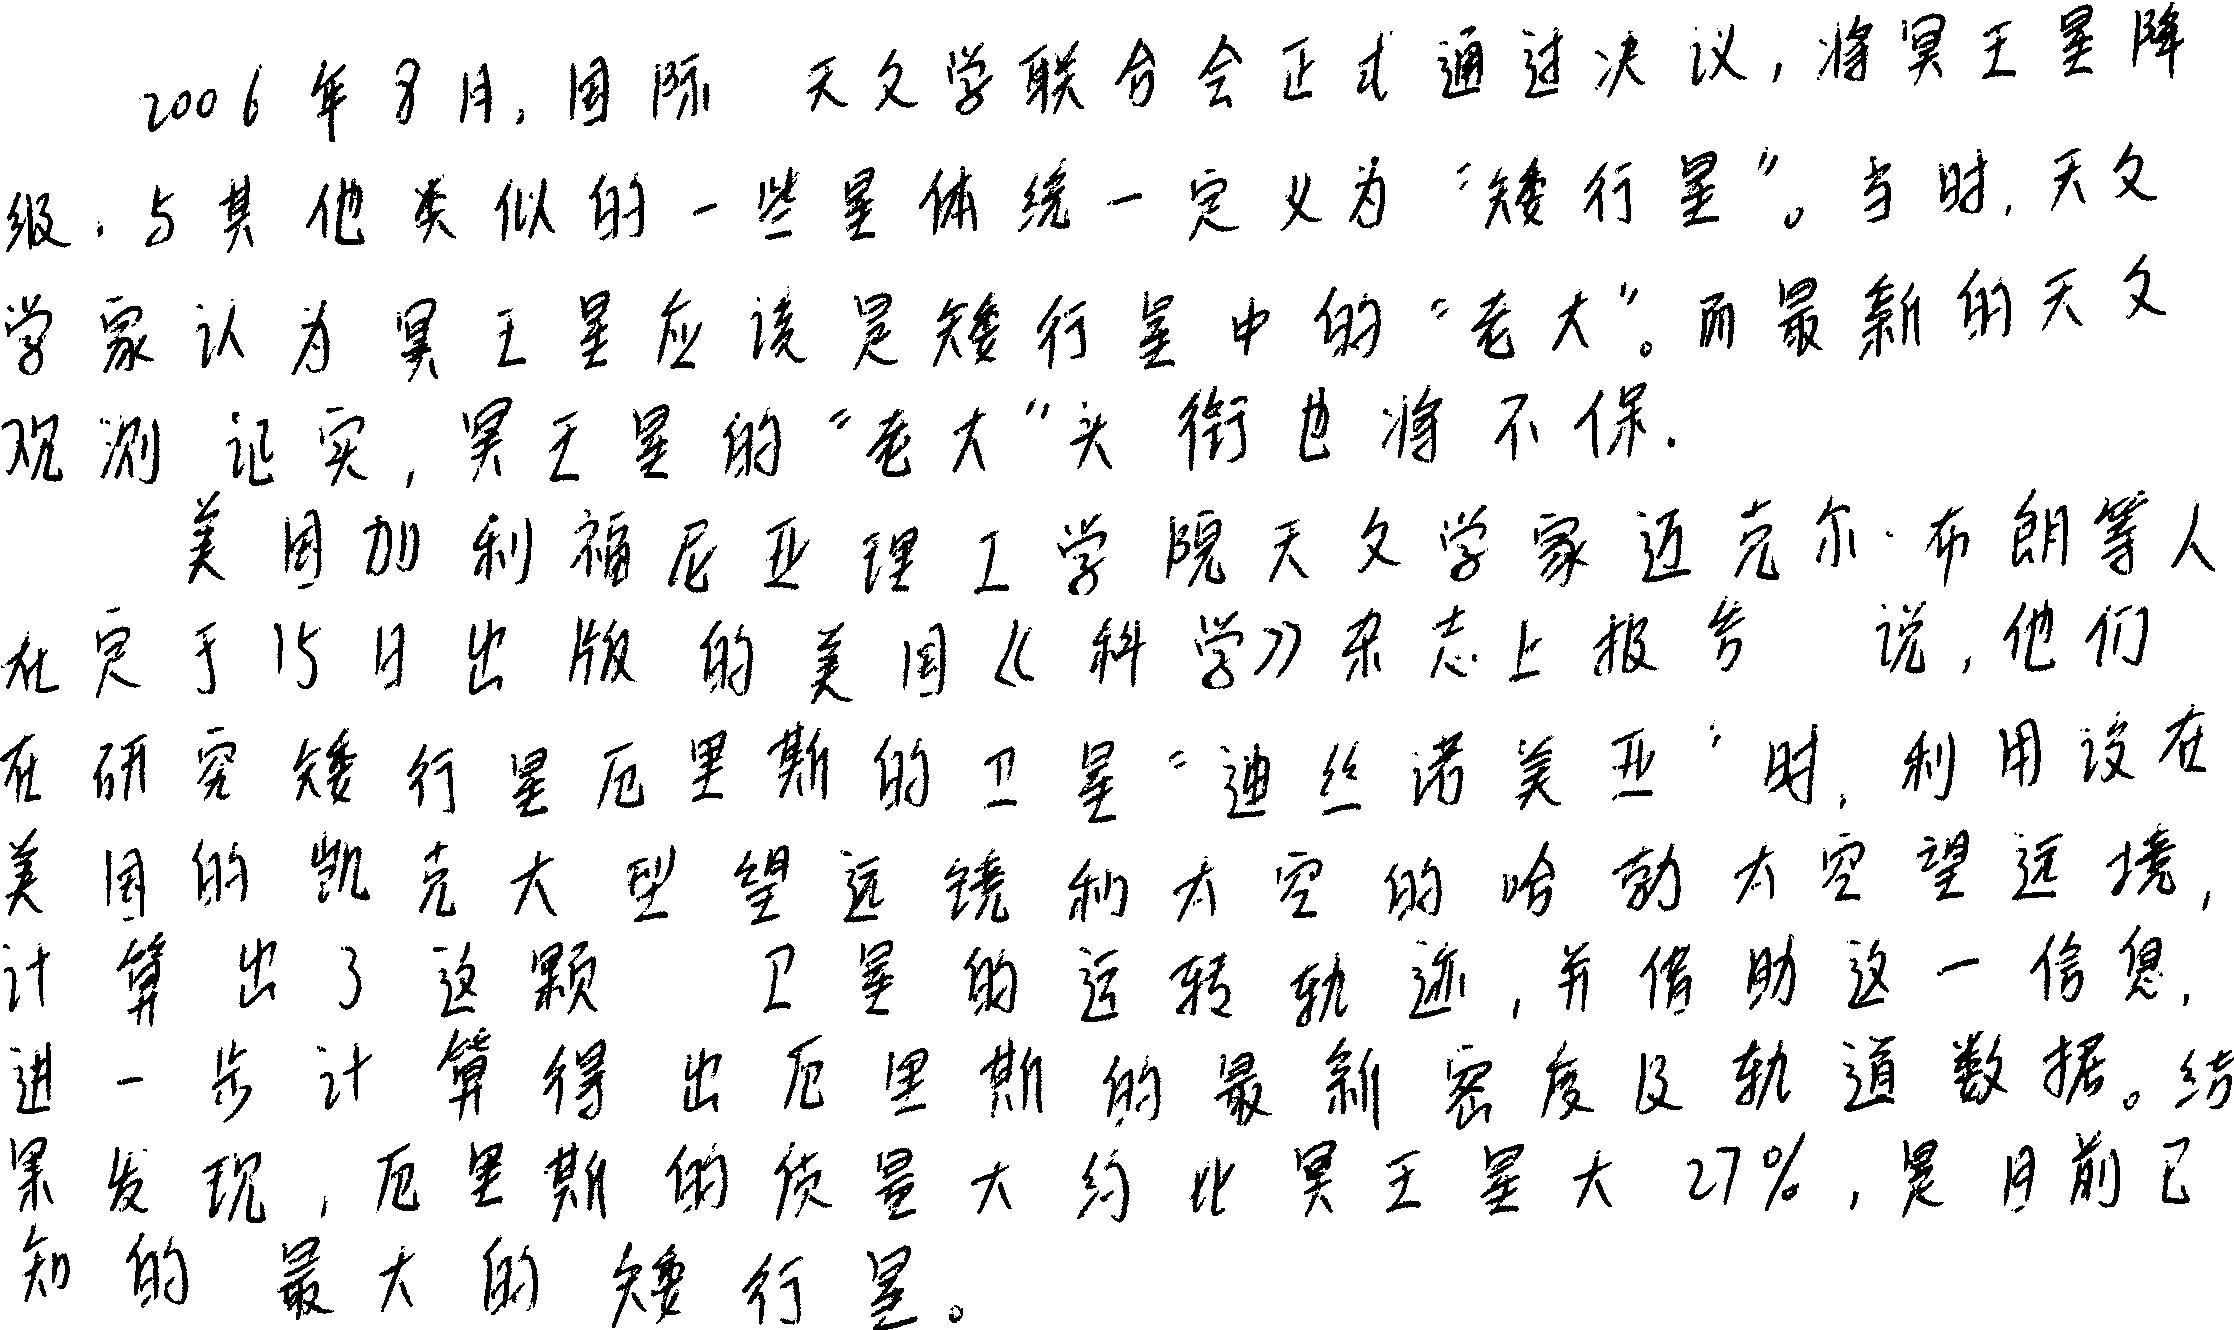 2006年8月,国际天文学联合会正式通过决议,将冥王星降
级,与其他类似的一些星体统一定义为“矮行星”。当时,天文
学家认为冥王星应该是矮行星中的“老大”。而最新的天文
观测证实,冥王星的“老大”头衔也将不保.
美国加利福尼亚理工学院天文学家迈克尔·布朗等人
在定于15日出版的美国《科学》杂志上报告说,他们
在研究矮行星厄里斯的卫星“迪丝诺美亚”时,利用设在
美国的凯克大型望远镜和太空的哈勃太空望远境,
计算出了这颗卫星的运转轨迹,并借助这一信息,
进一步计算得出厄里斯的最新密度及轨道数据。结
果发现,厄里斯的质量大约比冥王星大27%,是目前已
知的最大的矮行星。